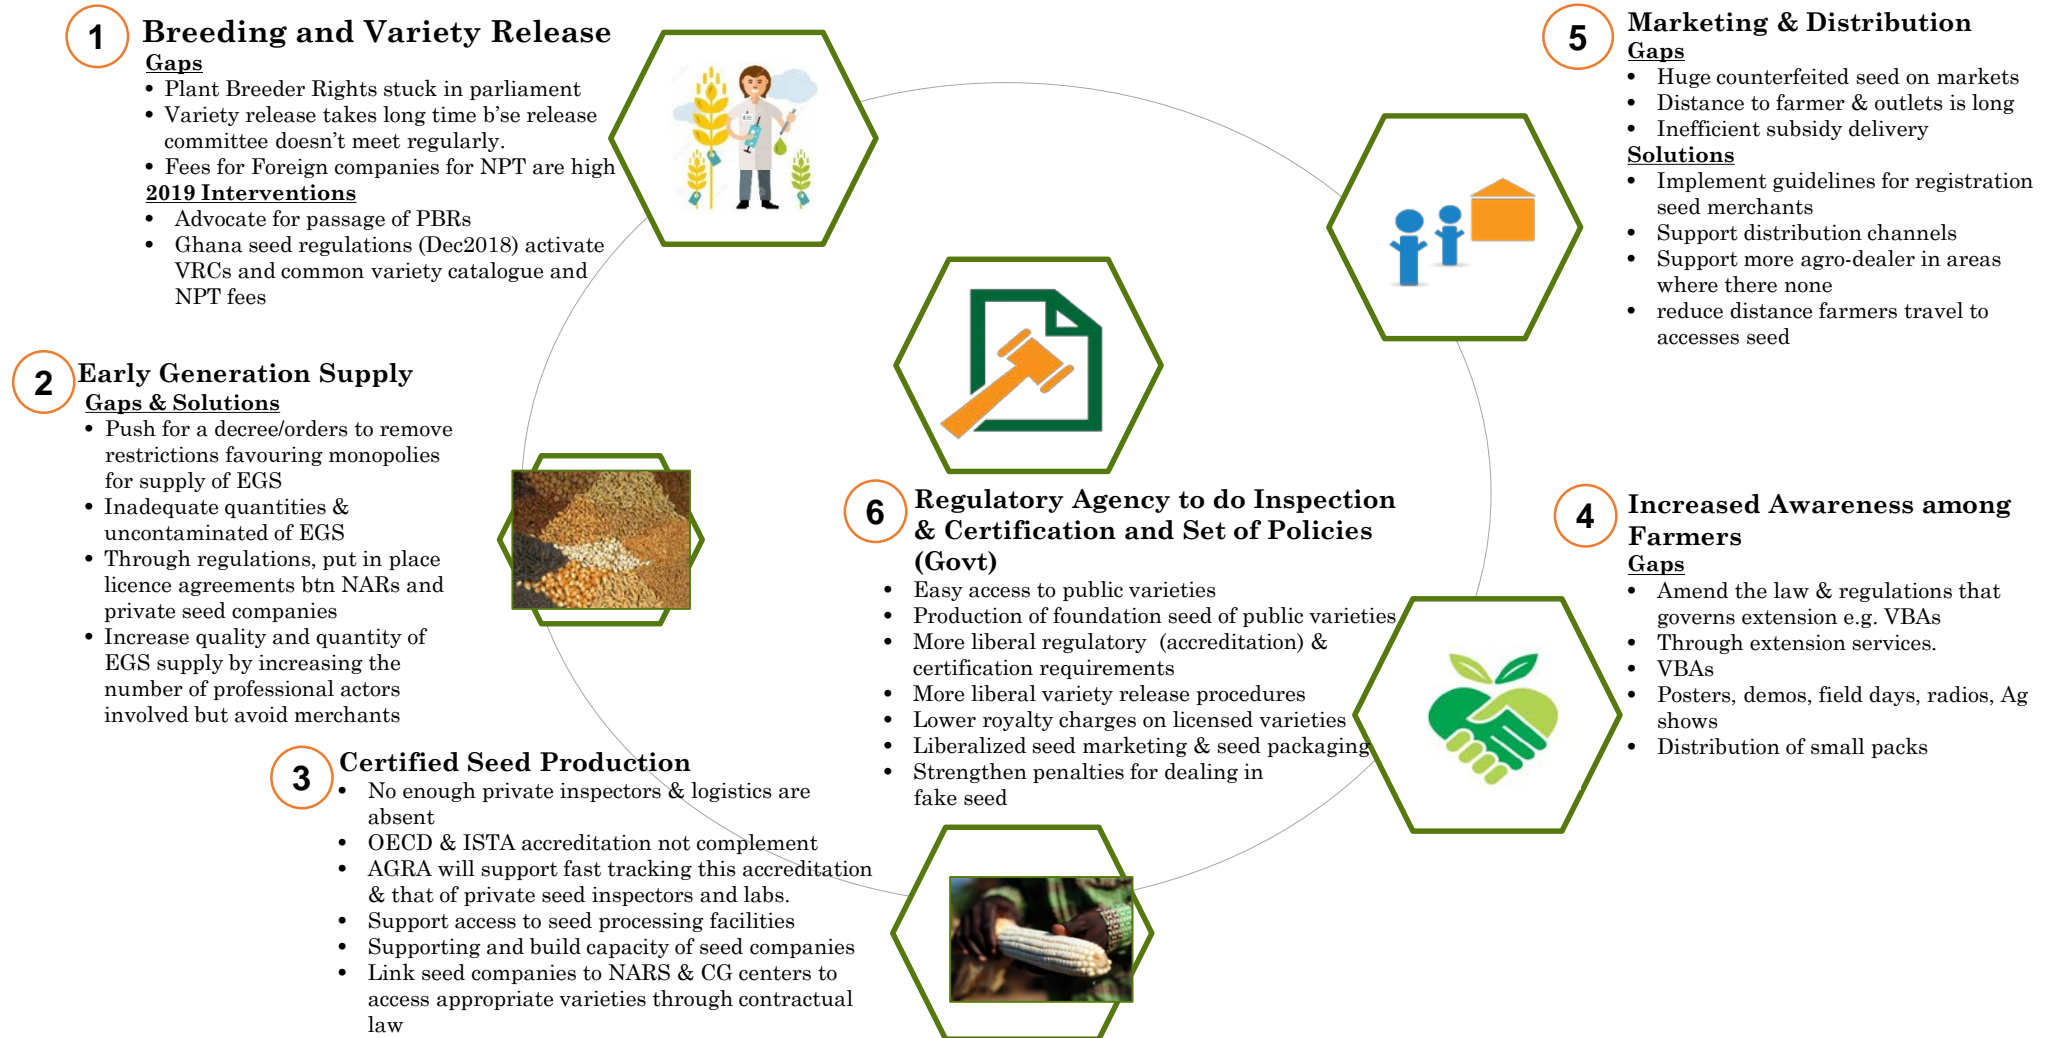 1
Breeding and Variety Release
Gaps
• Plant Breeder Rights stuck in parliament
• Variety release takes long time b’se release
committee doesn’t meet regularly.
• Fees for Foreign companies for NPT are high
2019 Interventions
• Advocate for passage of PBRs
• Ghana seed regulations (Dec2018) activate
VRCs and common variety catalogue and
NPT fees
2
Early Generation Supply
Gaps & Solutions
• Push for a decree/orders to remove
restrictions favouring monopolies
for supply of EGS
• Inadequate quantities &
uncontaminated of EGS
• Through regulations, put in place
licence agreements btn NARs and
private seed companies
• Increase quality and quantity of
EGS supply by increasing the
number of professional actors
involved but avoid merchants
3
Certified Seed Production
• No enough private inspectors & logistics are
absent
• OECD & ISTA accreditation not complement
• AGRA will support fast tracking this accreditation
& that of private seed inspectors and labs.
• Support access to seed processing facilities
• Supporting and build capacity of seed companies
• Link seed companies to NARS & CG centers to
access appropriate varieties through contractual
law
4
Increased Awareness among
Farmers
Gaps
• Amend the law & regulations that
governs extension e.g. VBAs
• Through extension services.
• VBAs
• Posters, demos, field days, radios, Ag
shows
• Distribution of small packs
5
Marketing & Distribution
Gaps
• Huge counterfeited seed on markets
• Distance to farmer & outlets is long
• Inefficient subsidy delivery
Solutions
• Implement guidelines for registration
seed merchants
• Support distribution channels
• Support more agro-dealer in areas
where there none
• reduce distance farmers travel to
accesses seed
6
Regulatory Agency to do Inspection
& Certification and Set of Policies
(Govt)
• Easy access to public varieties
• Production of foundation seed of public varieties
• More liberal regulatory (accreditation) &
certification requirements
• More liberal variety release procedures
• Lower royalty charges on licensed varieties
• Liberalized seed marketing & seed packaging
• Strengthen penalties for dealing in
fake seed